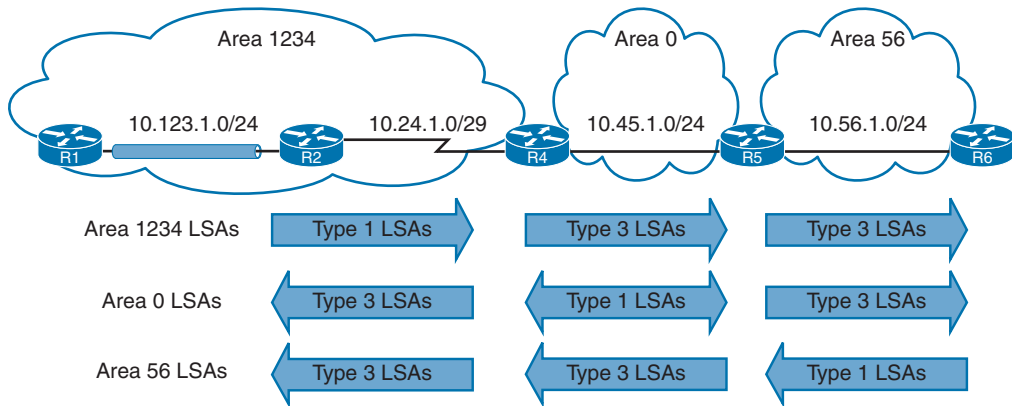 Area 1234
Area 0
Area 56
10.123.1.0/24
10.24.1.0/29
10.45.1.0/24
10.56.1.0/24
R1
R2
R4
R5
R6
Area 1234 LSAs
Type 1 LSAs
Type 3 LSAs
Type 3 LSAs
Area 0 LSAs
Type 3 LSAs
Type 1 LSAs
Type 3 LSAs
Area 56 LSAs
Type 3 LSAs
Type 3 LSAs
Type 1 LSAs